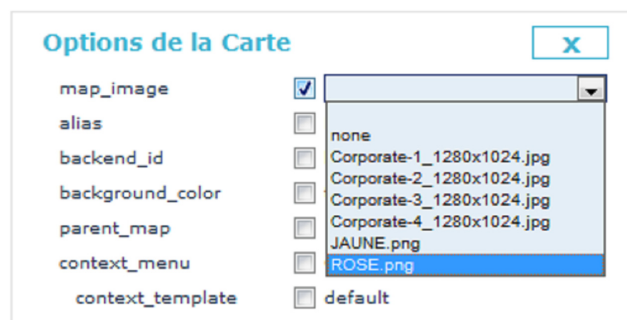 Options de la Carte X
map_image
alias
none
backend_id
Corporate-1_1280x1024.jpg
Corporate-2_1280x1024.jpg
background_color
Corporate-3_1280x1024.jpg
parent_map
Corporate-4_1280x1024.jpg
JAUNE.png
context_menu
ROSE.png
context_template default